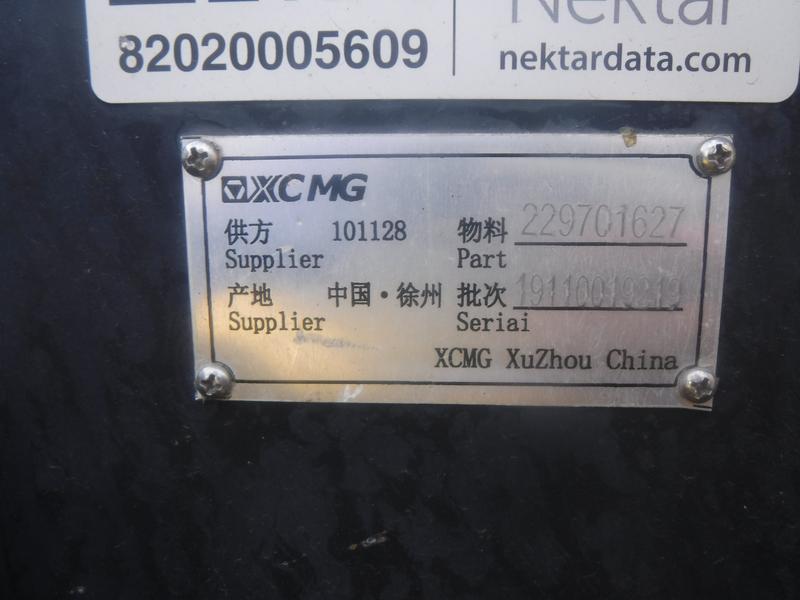 Nektar
82020005609
nektardata.com
XCMG
供方 101128 物料 229701627
Supplier Part
产地 中国·徐州 批次
Supplier Seriai
XCMG XuZhou China